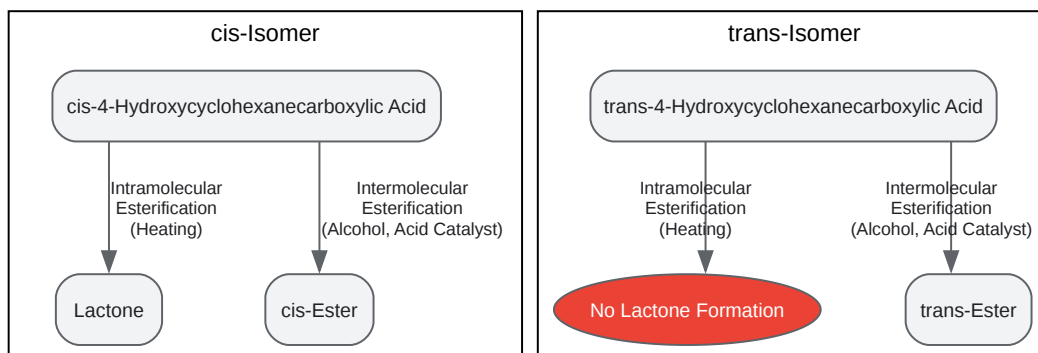 cis-Isomer
cis-4-Hydroxycyclohexanecarboxylic Acid
Intramolecular
Esterification
(Heating)
Intermolecular
Esterification
(Alcohol, Acid Catalyst)
Lactone
cis-Ester
trans-Isomer
trans-4-Hydroxycyclohexanecarboxylic Acid
Intramolecular
Esterification
(Heating)
Intermolecular
Esterification
(Alcohol, Acid Catalyst)
No Lactone Formation
trans-Ester